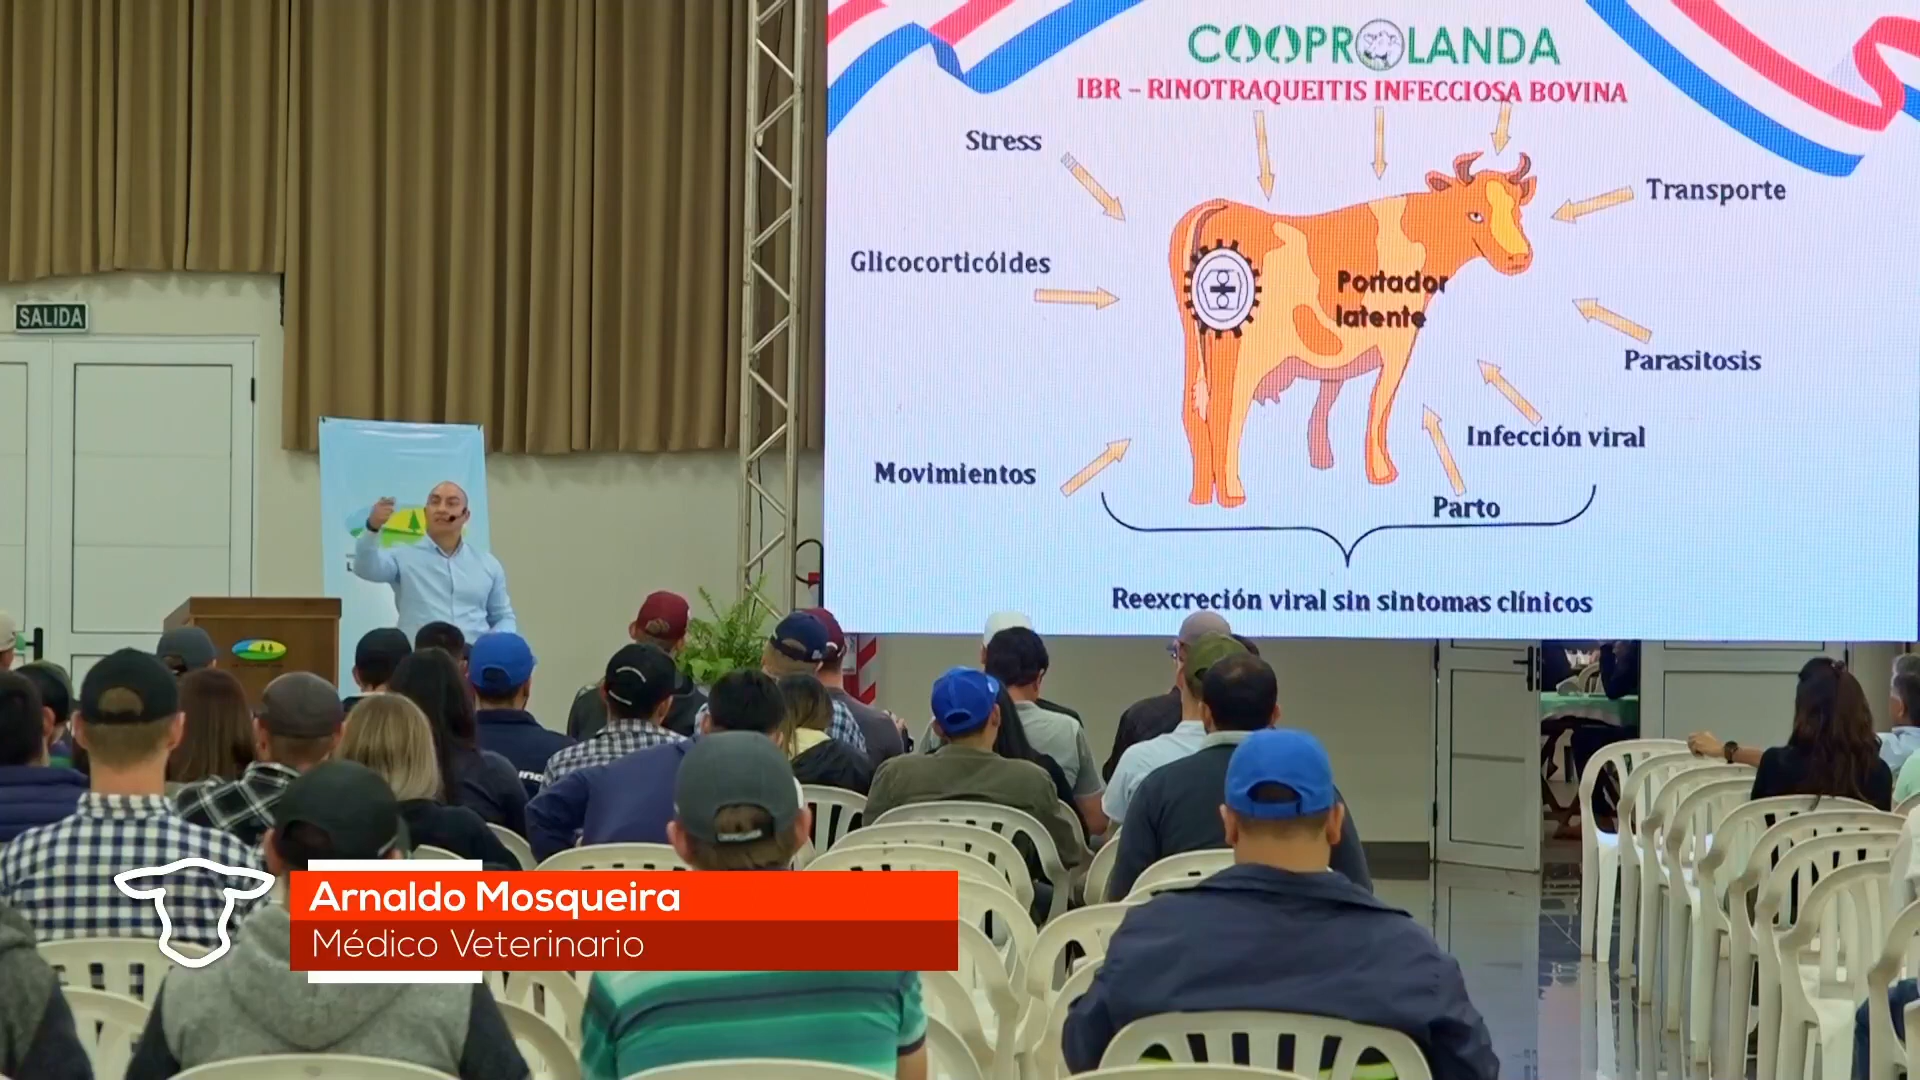 COOPROLANDA
IBR – RINOTRAQUEITIS INFECCIOSA BOVINA
Stress
Transporte
Glicocorticóides
Portador
latente
SALIDA
Parasitosis
Infección viral
Movimientos
Parto
Reexcreción viral sin sintomas clínicos
Arnaldo Mosqueira
Médico Veterinario